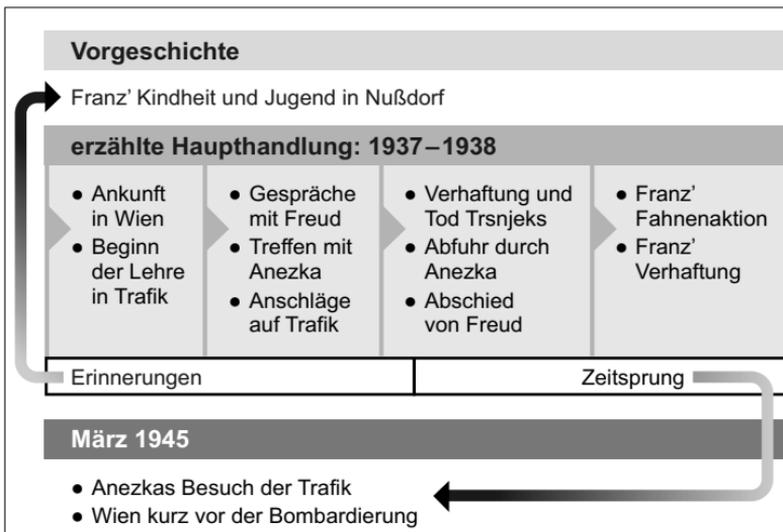 Vorgeschichte
Franz’ Kindheit und Jugend in Nußdorf
erzählte Haupthandlung: 1937–1938
● Ankunft
in Wien
● Beginn
der Lehre
in Trafik
● Gespräche
mit Freud
● Treffen mit
Anezka
● Anschläge
auf Trafik
● Verhaftung und
Tod Trsnjeks
● Abfuhr durch
Anezka
● Abschied
von Freud
● Franz’
Fahnenaktion
● Franz’
Verhaftung
Erinnerungen
Zeitsprung
März 1945
● Anezkas Besuch der Trafik
● Wien kurz vor der Bombardierung